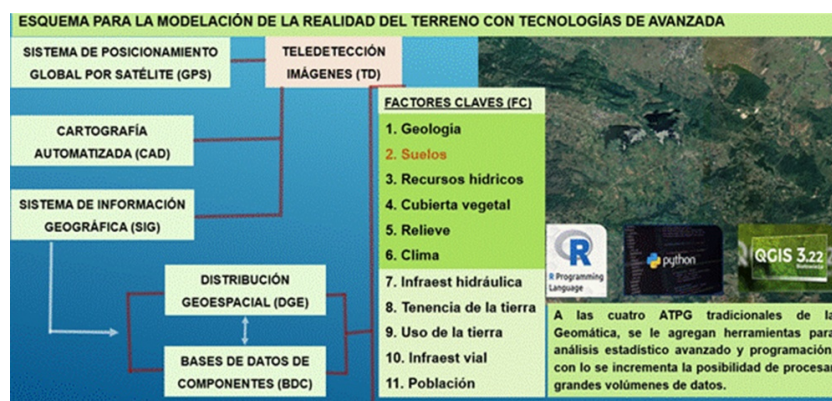 ESQUEMA PARA LA MODELACIÓN DE LA REALIDAD DEL TERRENO CON TECNOLOGÍAS DE AVANZADA
SISTEMA DE POSICIONAMIENTO
GLOBAL POR SATÉLITE (GPS)
TELEDETECCIÓN
IMÁGENES (TD)
CARTOGRAFÍA
AUTOMATIZADA (CAD)
SISTEMA DE INFORMACIÓN
GEOGRÁFICA (SIG)
DISTRIBUCIÓN
GEOESPACIAL (DGE)
BASES DE DATOS DE
COMPONENTES (BDC)
FACTORES CLAVES (FC)
1. Geologia
2. Suelos
3. Recursos hidricos
4. Cubierta vegetal
5. Relieve
6. Clima
7. Infraest hidráulica
8. Tenencia de la tierra
9. Uso de la tierra
10. Infraest vial
11. Población
R
R Programming
Language
python
QGIS 3.22
A las cuatro ATPG tradicionales de la
Geomática, se le agregan herramientas para
análisis estadístico avanzado y programación,
con lo se incrementa la posibilidad de procesar
grandes volúmenes de datos.